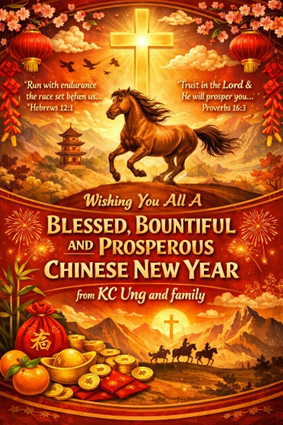 "Run with endurance
the race set before us...
"Hebrews 12:1
"Trust in the Lord &
He will prosper you...
Proverbs 16:3
Wishing You All A
BLESSED, BOUNTIFUL
AND PROSPEROUS
CHINESE NEW YEAR
from KC Ung and family